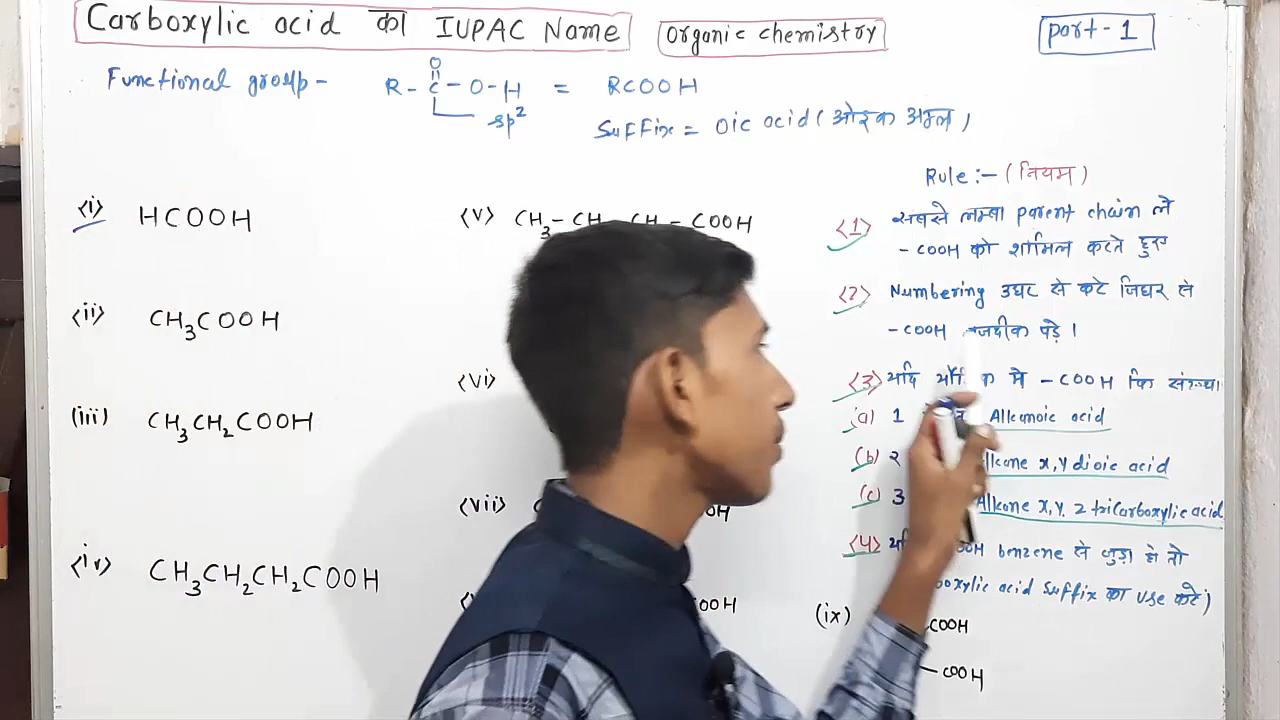 Carboxylic acid का IUPAC Name
Organic chemistry
part-1
Functional group-
O
R-C-O-H = RCOOH
sp²
Suffix = Oic acid (ओइक अम्ल)
Rule:- (नियम)
<i> HCOOH
<ii> CH₃COOH
(iii) CH₃CH₂COOH
<iv> CH₃CH₂CH₂COOH
<v> CH₃-CH CH-COOH
<vi>
<vii> OH
COOH
<1> सबसे लम्बा parent chain ले
-COOH को शामिल करते हुए
<2> Numbering उधर से करे जिधर से
-COOH नजदीक पड़े ।
<3> यदि में -COOH कि संख्या
(a) 1 Alkanoic acid
(b) 2 Alkane x,y dioic acid
(c) 3 Alkane x,y,z tricarboxylic acid
<4> benzene से जुड़ा हो तो
acid suffix का use करे)
(ix) COOH
-COOH